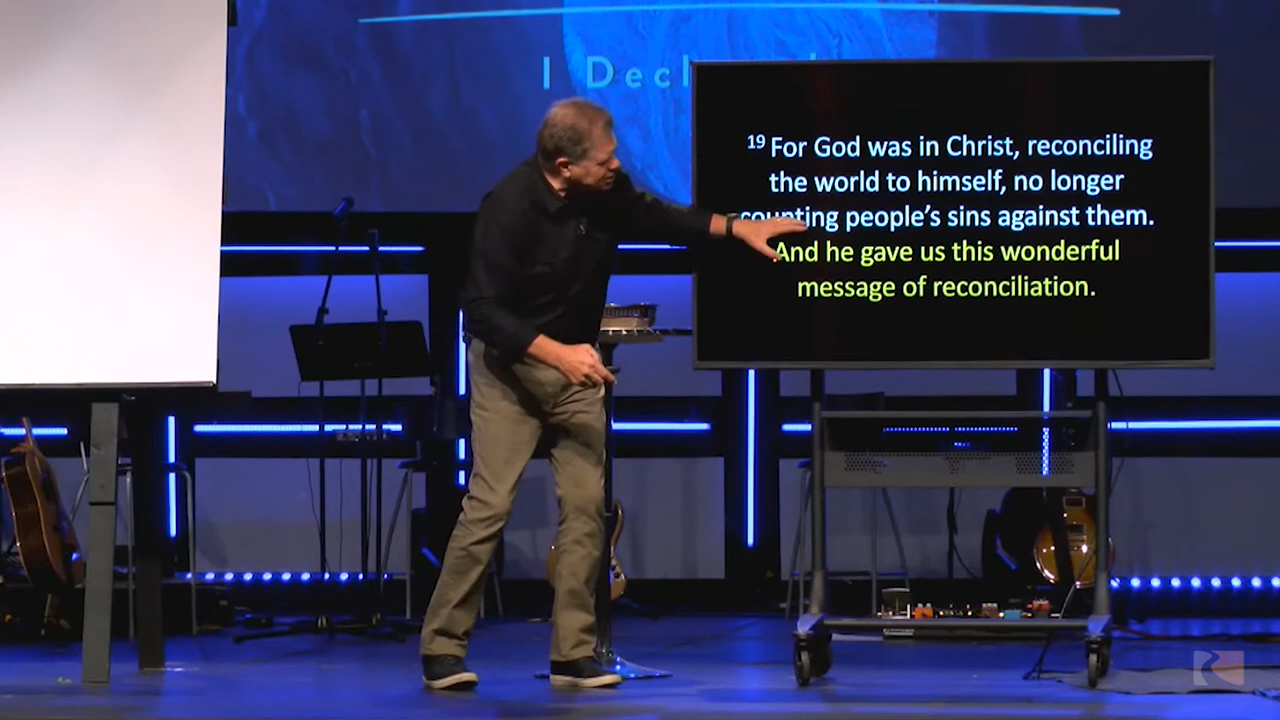 I Decl
19 For God was in Christ, reconciling
the world to himself, no longer
counting people's sins against them.
And he gave us this wonderful
message of reconciliation.